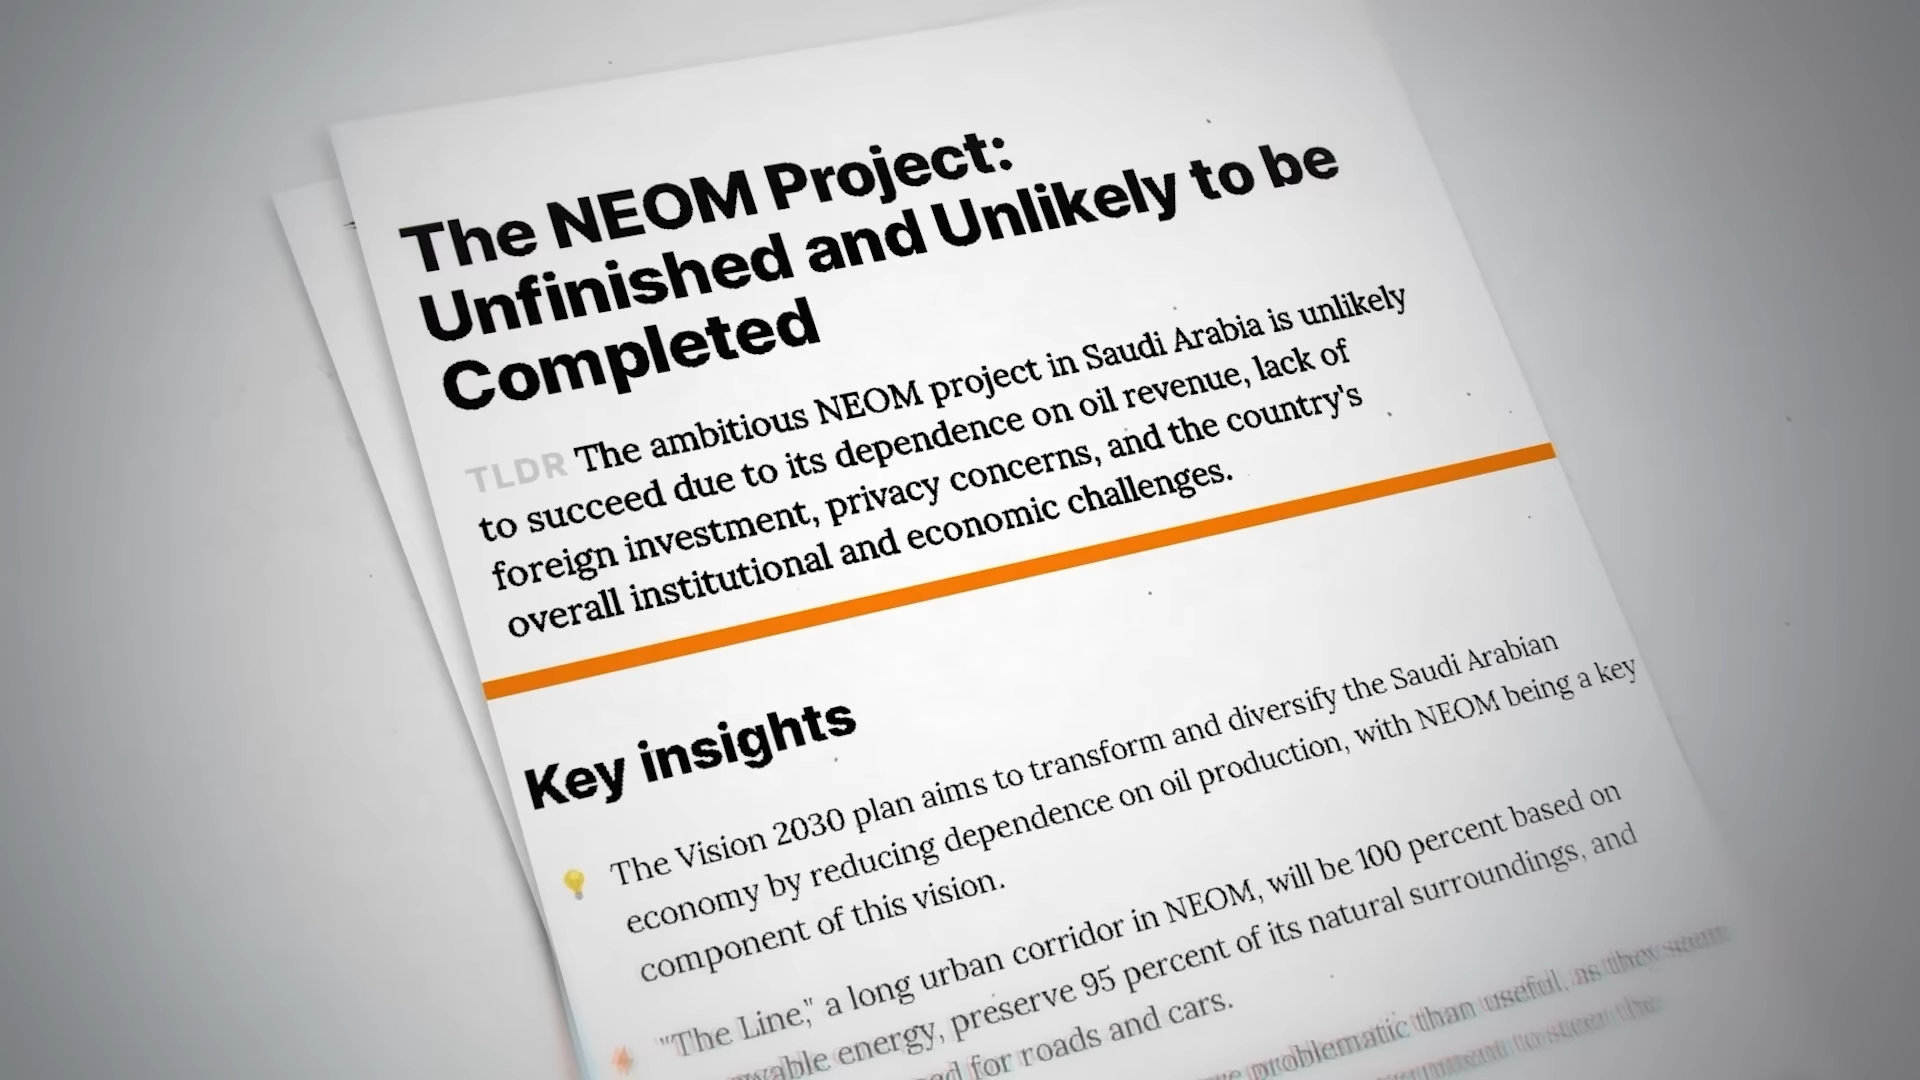 The NEOM Project:
Unfinished and Unlikely to be
Completed
TLDR The ambitious NEOM project in Saudi Arabia is unlikely
to succeed due to its dependence on oil revenue, lack of
foreign investment, privacy concerns, and the country's
overall institutional and economic challenges.
Key insights
The Vision 2030 plan aims to transform and diversify the Saudi Arabian
economy by reducing dependence on oil production, with NEOM being a key
component of this vision.
"The Line," a long urban corridor in NEOM, will be 100 percent based on
energy, preserve 95 percent of its natural surroundings, and
for roads and cars.
problematic than useful, as they seem
to steer the